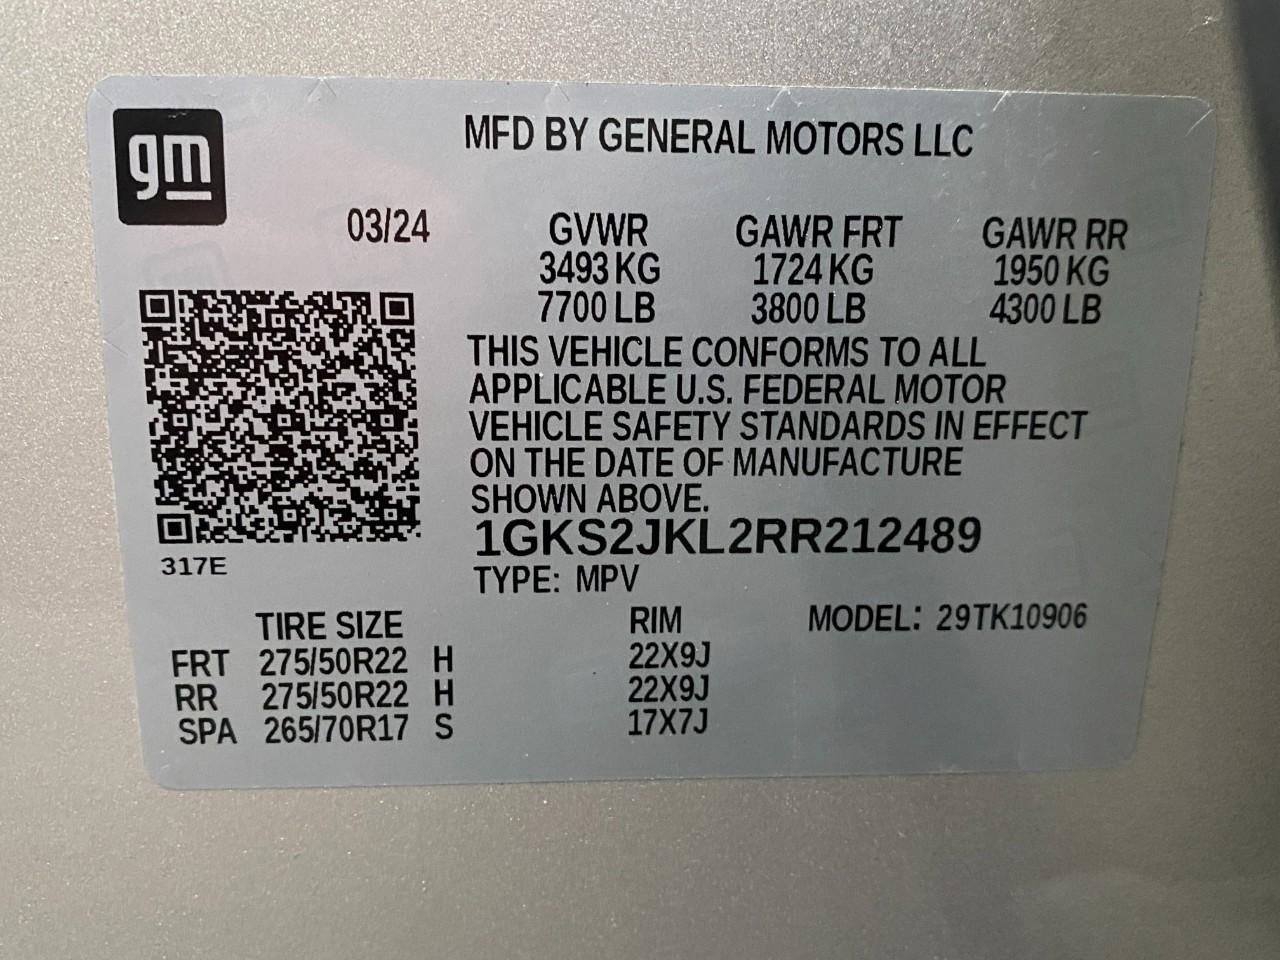 gm
MFD BY GENERAL MOTORS LLC
03/24 GVWR GAWR FRT GAWR RR
3493 KG 1724 KG 1950 KG
7700 LB 3800 LB 4300 LB
THIS VEHICLE CONFORMS TO ALL
APPLICABLE U.S. FEDERAL MOTOR
VEHICLE SAFETY STANDARDS IN EFFECT
ON THE DATE OF MANUFACTURE
SHOWN ABOVE.
1GKS2JKL2RR212489
317E
TYPE: MPV
TIRE SIZE RIM MODEL: 29TK10906
FRT 275/50R22 H 22X9J
RR 275/50R22 H 22X9J
SPA 265/70R17 S 17X7J